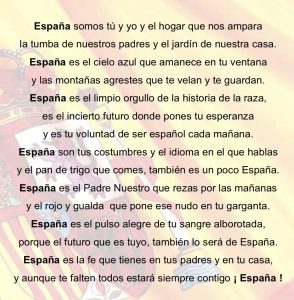 España somos tú y yo y el hogar que nos ampara
la tumba de nuestros padres y el jardín de nuestra casa.
España es el cielo azul que amanece en tu ventana
y las montañas agrestes que te velan y te guardan.
España es el limpio orgullo de la historia de la raza,
es el incierto futuro donde pones tu esperanza
y es tu voluntad de ser español cada mañana.
España son tus costumbres y el idioma en el que hablas
y el pan de trigo que comes, también es un poco España.
España es el Padre Nuestro que rezas por las mañanas
y el rojo y gualda que pone ese nudo en tu garganta.
España es el pulso alegre de tu sangre alborotada,
porque el futuro que es tuyo, también lo será de España.
España es la fe que tienes en tus padres y en tu casa,
y aunque te falten todos estará siempre contigo ¡ España !